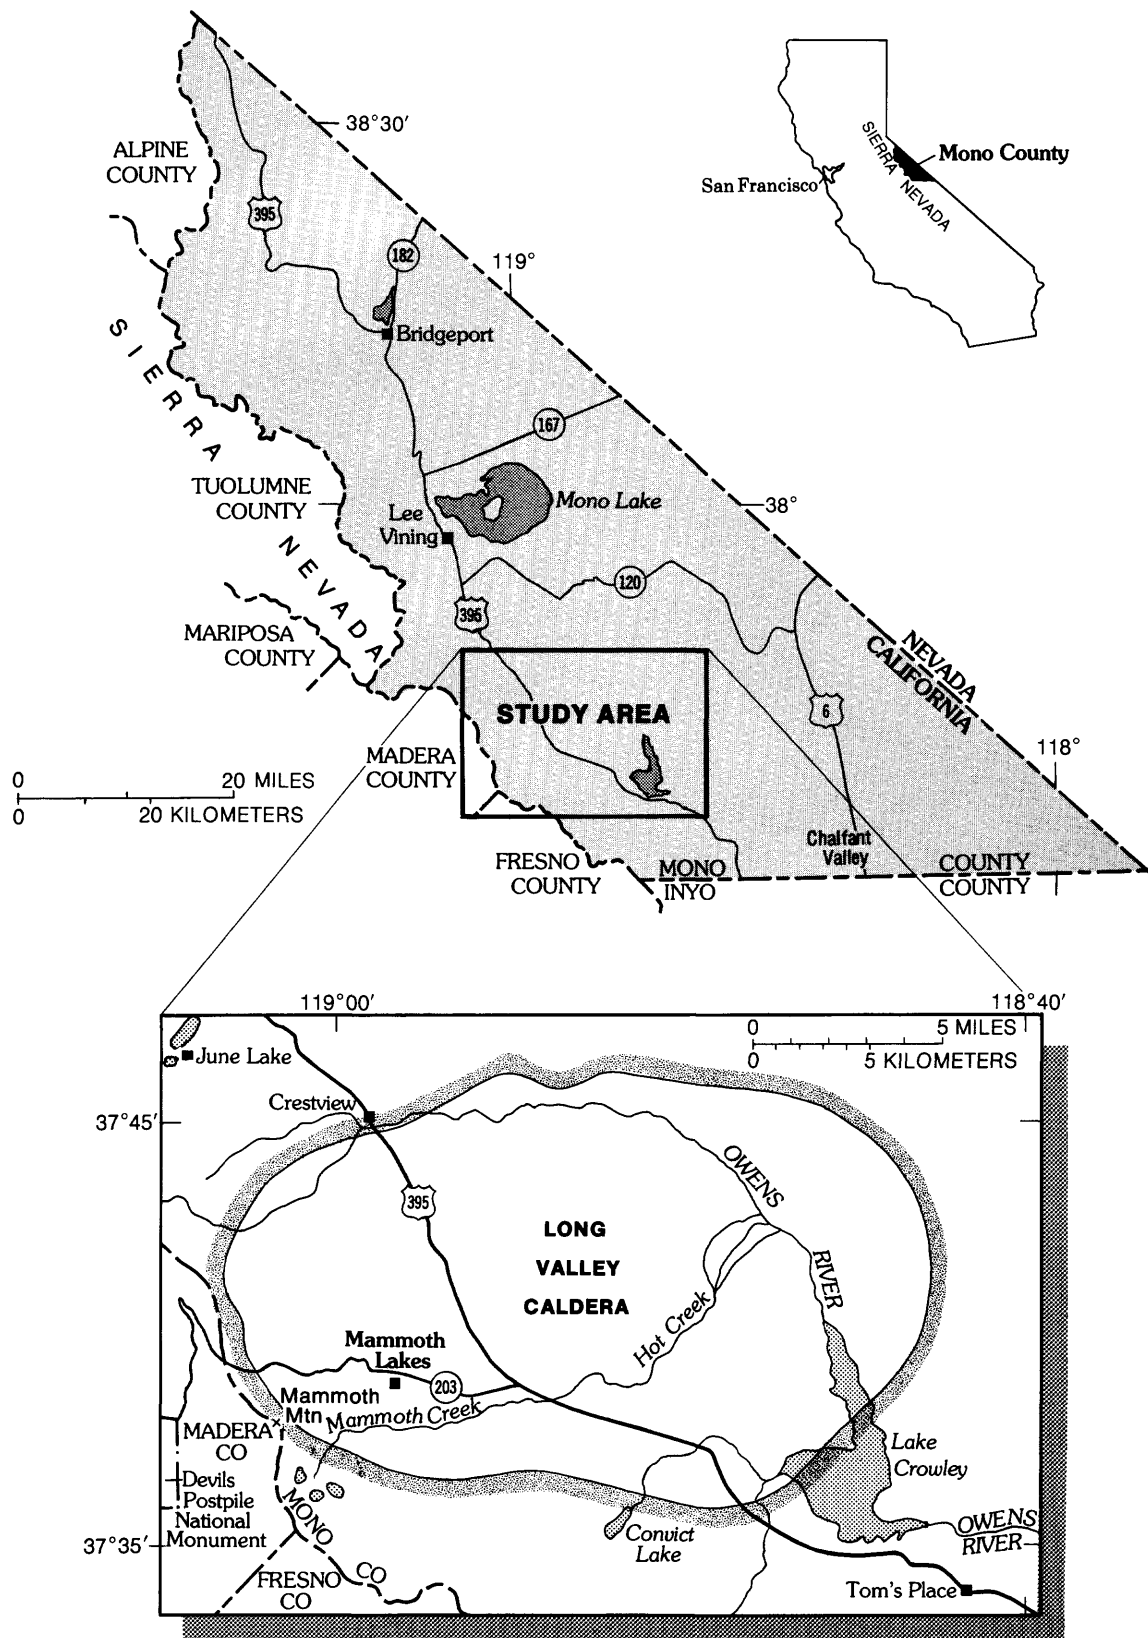 38°30′
ALPINE
COUNTY
395
182
119°
Bridgeport
SIERRA
NEVADA
Mono County
San Francisco
SIERRA NEVADA
167
TUOLUMNE
COUNTY
Mono Lake
38°
Lee
Vining
120
395
MARIPOSA
COUNTY
NEVADA
CALIFORNIA
6
STUDY AREA
118°
MADERA
COUNTY
0 20 MILES
0 20 KILOMETERS
Chalfant
Valley
FRESNO
COUNTY
MONO COUNTY
INYO COUNTY
119°00′ 118°40′
0 5 MILES
0 5 KILOMETERS
June Lake
Crestview
37°45′
OWENS
RIVER
395
LONG
VALLEY
CALDERA
Hot Creek
Mammoth
Lakes
203
Mammoth
Mtn
Mammoth Creek
MADERA
CO
Lake
Crowley
Devils
Postpile
National
Monument
MONO
CO
Convict
Lake
OWENS
RIVER
37°35′
FRESNO
CO
Tom's Place